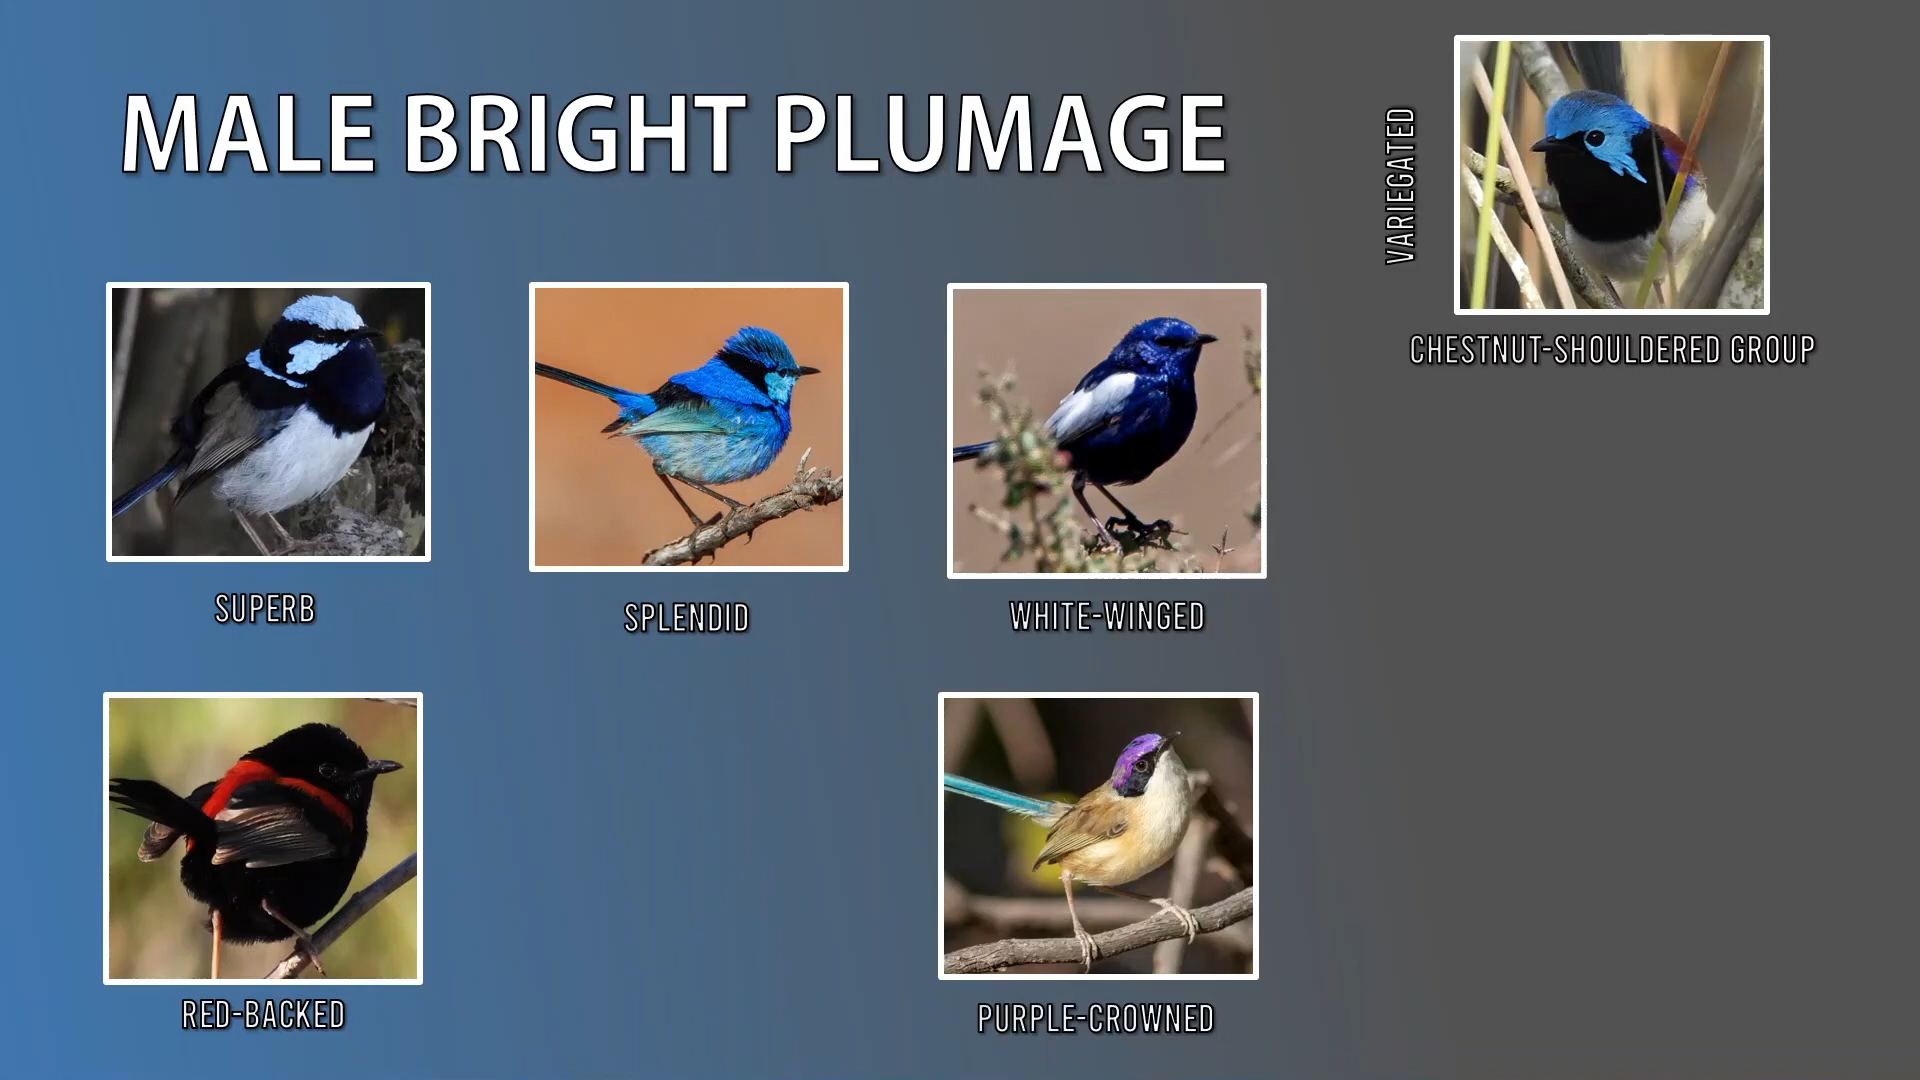 MALE BRIGHT PLUMAGE
VARIEGATED
CHESTNUT-SHOULDERED GROUP
SUPERB
SPLENDID
WHITE-WINGED
RED-BACKED
PURPLE-CROWNED